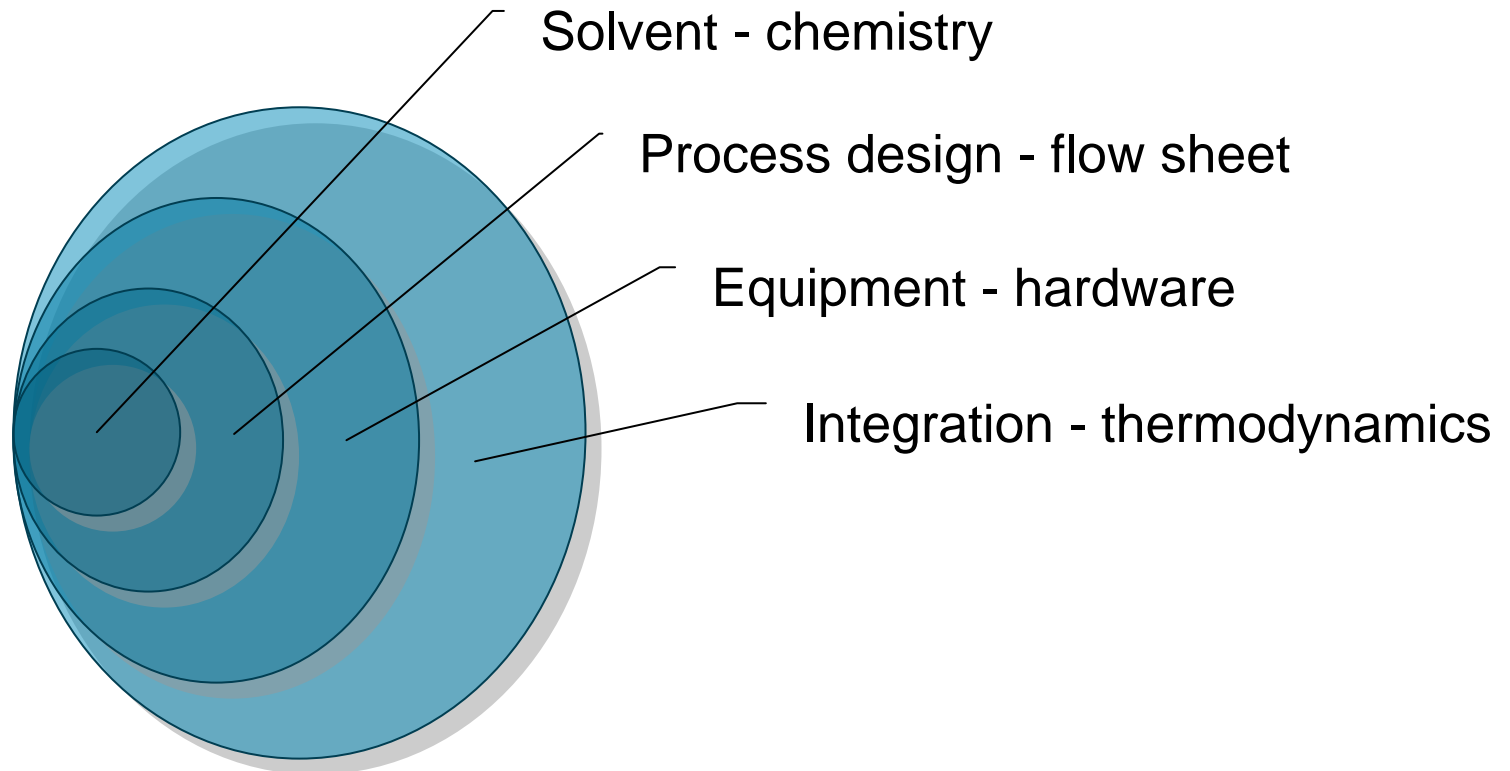 Solvent - chemistry
Process design - flow sheet
Equipment - hardware
Integration - thermodynamics